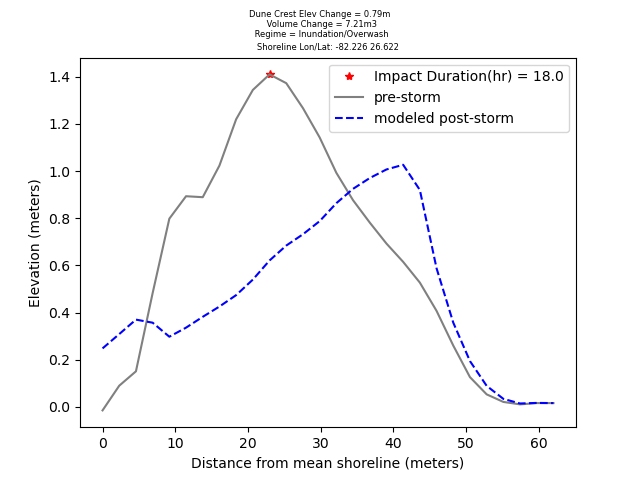 Dune Crest Elev Change = 0.79m
Volume Change = 7.21m3
Regime = Inundation/Overwash
Shoreline Lon/Lat: -82.226 26.622
Impact Duration(hr) = 18.0
pre-storm
modeled post-storm
1.4
1.2
1.0
0.8
0.6
0.4
0.2
0.0
Elevation (meters)
0 10 20 30 40 50 60
Distance from mean shoreline (meters)